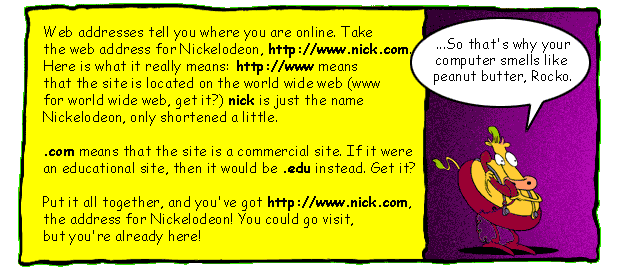 Web addresses tell you where you are online. Take
the web address for Nickelodeon, http://www.nick.com.
Here is what it really means: http://www means
that the site is located on the world wide web (www
for world wide web, get it?) nick is just the name
Nickelodeon, only shortened a little.
.com means that the site is a commercial site. If it were
an educational site, then it would be .edu instead. Get it?
Put it all together, and you've got http://www.nick.com,
the address for Nickelodeon! You could go visit,
but you're already here!
...So that's why your
computer smells like
peanut butter, Rocko.